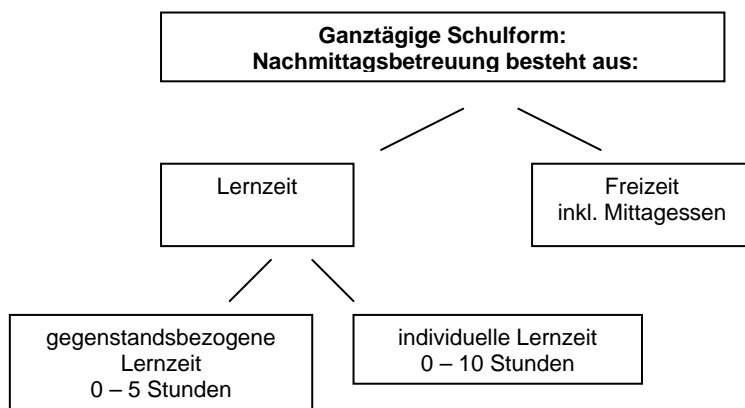 Ganztägige Schulform:
Nachmittagsbetreuung besteht aus:
Lernzeit
Freizeit
inkl. Mittagessen
gegenstandsbezogene
Lernzeit
0 – 5 Stunden
individuelle Lernzeit
0 – 10 Stunden